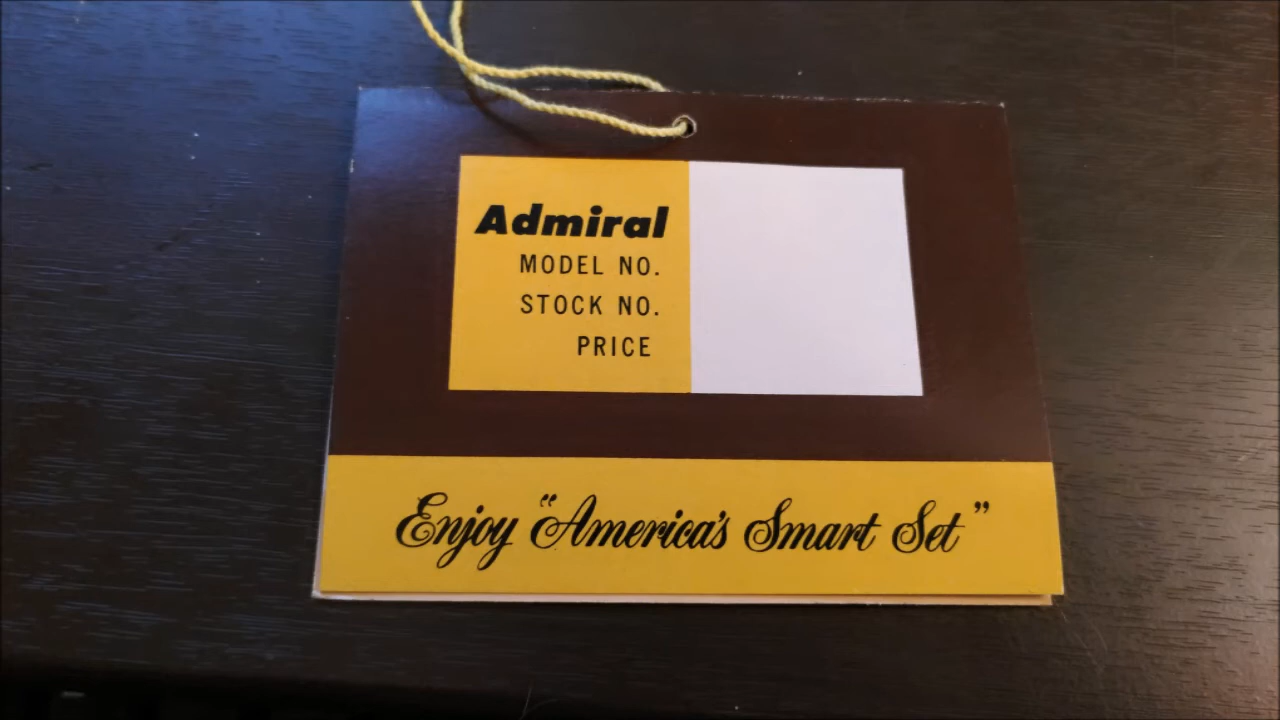 Admiral
MODEL NO.
STOCK NO.
PRICE
Enjoy “America's Smart Set”